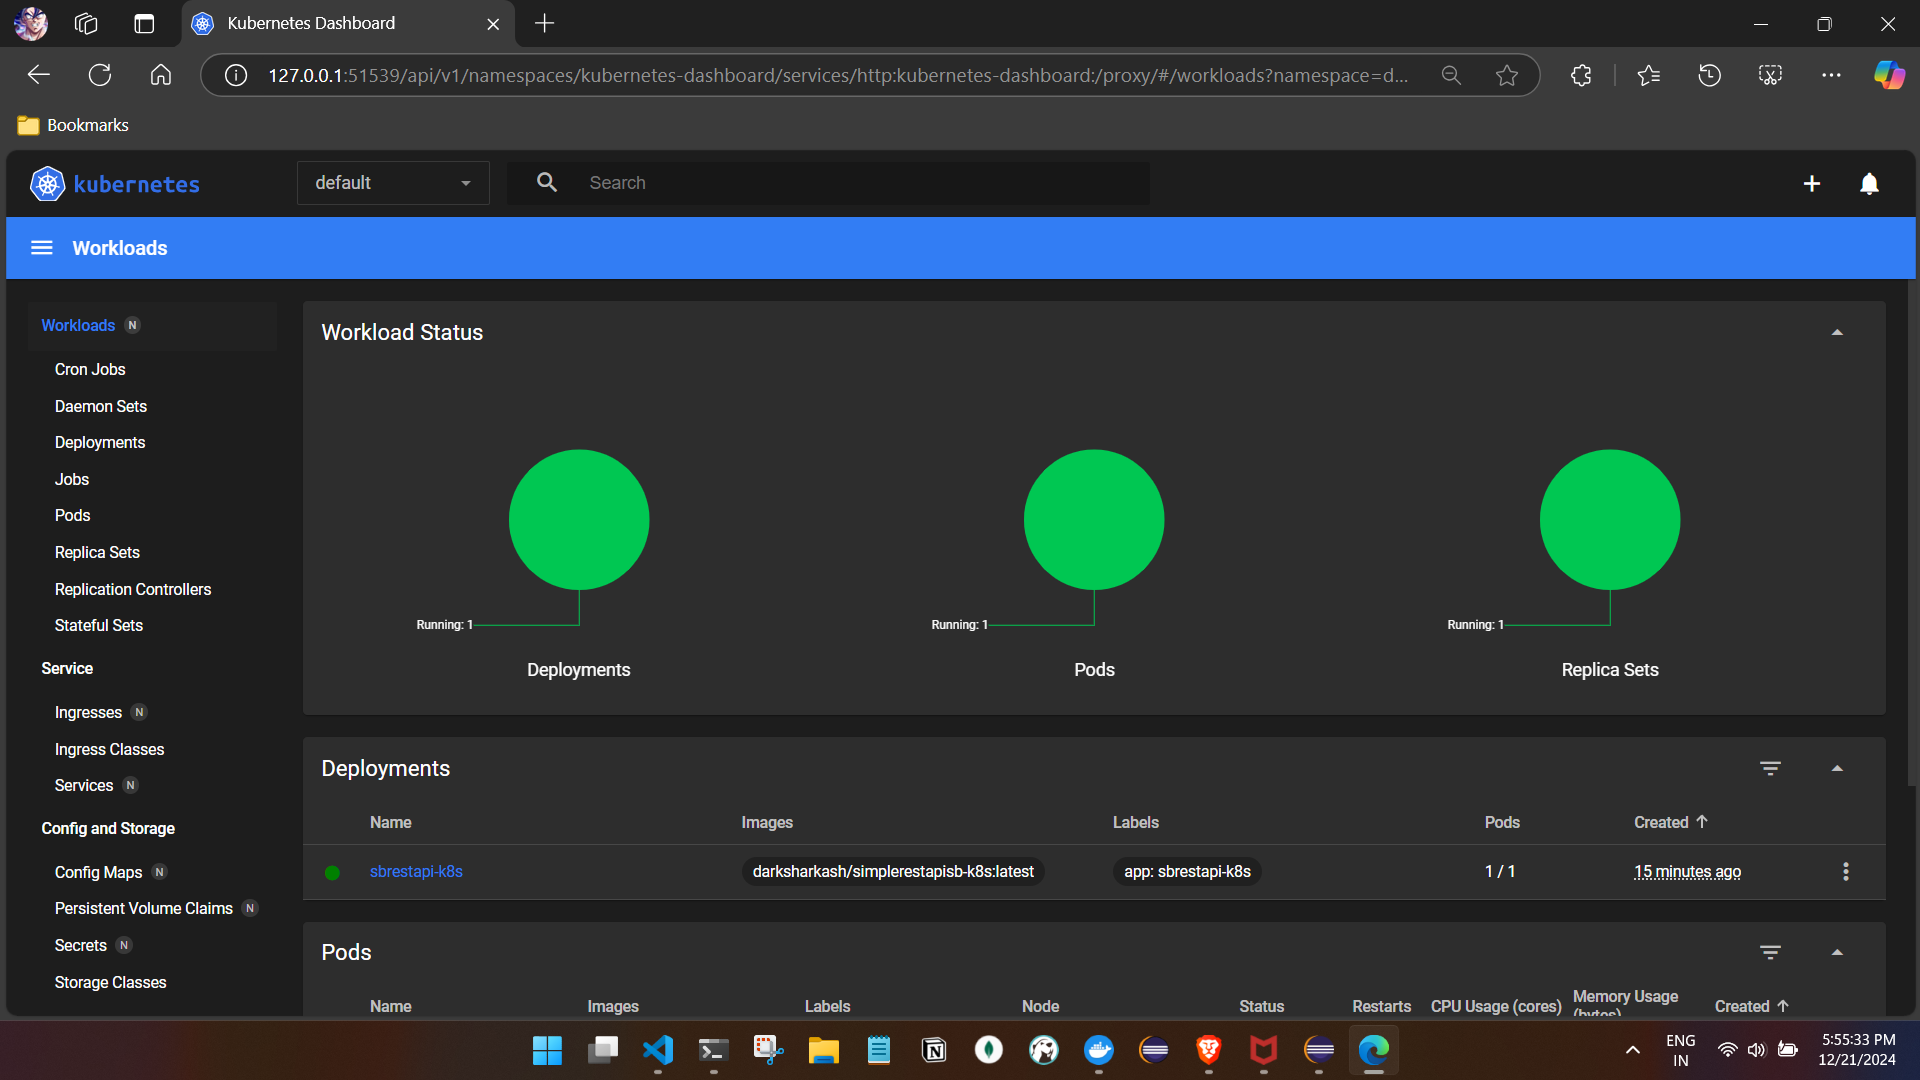 Kubernetes Dashboard
127.0.0.1:51539/api/v1/namespaces/kubernetes-dashboard/services/http:kubernetes-dashboard:/proxy/#/workloads?namespace=d...
Bookmarks
kubernetes
default
Search
Workloads
Workloads N
Cron Jobs
Daemon Sets
Deployments
Jobs
Pods
Replica Sets
Replication Controllers
Stateful Sets
Service
Ingresses N
Ingress Classes
Services N
Config and Storage
Config Maps N
Persistent Volume Claims N
Secrets N
Storage Classes
Workload Status
Running: 1
Deployments
Running: 1
Pods
Running: 1
Replica Sets
Deployments
Name Images Labels Pods Created
sbrestapi-k8s darksharkash/simplerestapisb-k8s:latest app: sbrestapi-k8s 1 / 1 15 minutes ago
Pods
Name Images Labels Node Status Restarts CPU Usage (cores) Memory Usage (bytes) Created
ENG
IN
5:55:33 PM
12/21/2024